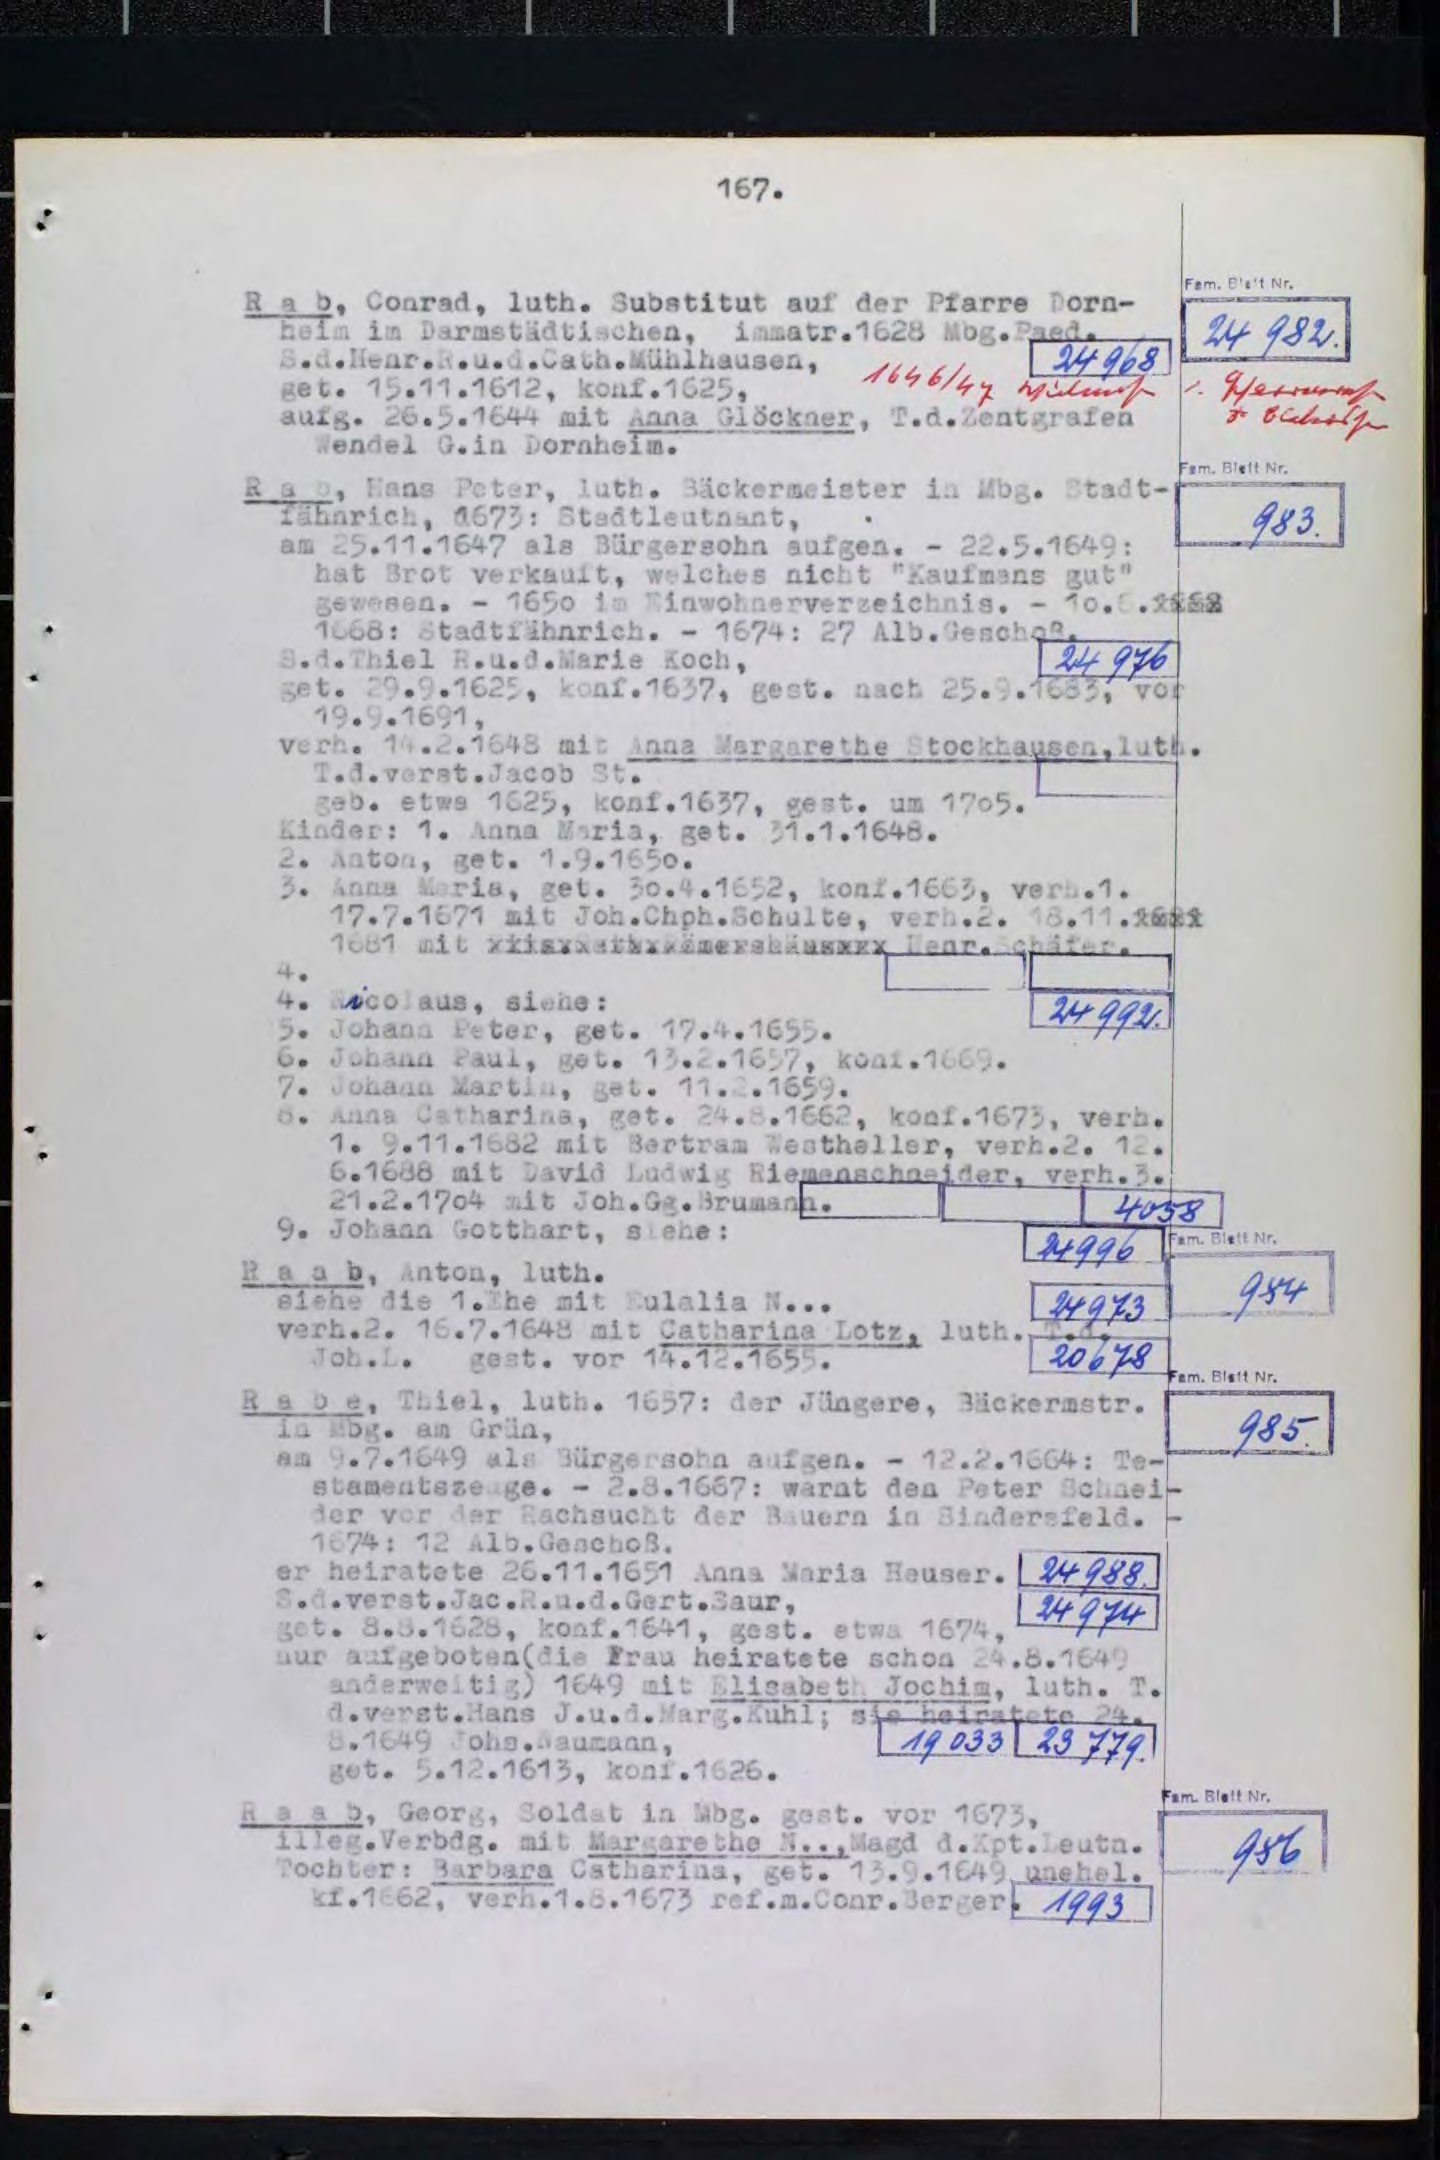 167.
Fam. Blatt Nr.
R a b, Conrad, luth. Substitut auf der Pfarre Dorn-
heim im Darmstädtischen, immatr.1628 Mbg.Paed.
24 982.
S.d.Henr.R.u.d.Cath.Mühlhausen, 24 968
get. 15.11.1612, konf.1625, 1646/47
aufg. 26.5.1644 mit Anna Glöckner, T.d.Zentgrafen
Wendel G.in Dornheim.
Fam. Blatt Nr.
R a b, Hans Peter, luth. Bäckermeister in Mbg. Stadt-
fähnrich, 1673: Stadtleutnant, 983.
am 25.11.1647 als Bürgersohn aufgen. - 22.5.1649:
hat Brot verkauft, welches nicht "Kaufmans gut"
gewesen. - 1650 im Einwohnerverzeichnis. - 10.6.
1668: Stadtfähnrich. - 1674: 27 Alb.Geschoß.
S.d.Thiel R.u.d.Marie Koch, 24 976
get. 29.9.1625, konf.1637, gest. nach 25.9.1683, vor
19.9.1691,
verh. 14.2.1648 mit Anna Margarethe Stockhausen,luth.
T.d.verst.Jacob St.
geb. etwa 1625, konf.1637, gest. um 1705.
Kinder: 1. Anna Maria, get. 31.1.1648.
2. Anton, get. 1.9.1650.
3. Anna Maria, get. 30.4.1652, konf.1663, verh.1.
17.7.1671 mit Joh.Chph.Schulte, verh.2. 18.11.
1681 mit Henr.Schäfer.
4.
4. Nicolaus, siehe: 24 992.
5. Johann Peter, get. 17.4.1655.
6. Johann Paul, get. 13.2.1657, konf.1669.
7. Johann Martin, get. 11.2.1659.
8. Anna Catharina, get. 24.8.1662, konf.1673, verh.
1. 9.11.1682 mit Bertram Westheller, verh.2. 12.
6.1688 mit David Ludwig Riemenschneider, verh.3.
21.2.1704 mit Joh.Gg.Brumann. 4058
9. Johann Gotthart, siehe: 24996
Fam. Blatt Nr.
R a a b, Anton, luth.
siehe die 1.Ehe mit Eulalia N... 24973 984
verh.2. 16.7.1648 mit Catharina Lotz, luth. T.d.
Joh.L. gest. vor 14.12.1655. 20678
Fam. Blatt Nr.
R a b e, Thiel, luth. 1657: der Jüngere, Bäckermstr.
in Mbg. am Grün, 985.
am 9.7.1649 als Bürgersohn aufgen. - 12.2.1664: Te-
stamentszeuge. - 2.8.1667: warnt den Peter Schnei-
der vor der Rachsucht der Bauern in Sindersfeld. -
1674: 12 Alb.Geschoß.
er heiratete 26.11.1651 Anna Maria Heuser. 24988.
S.d.verst.Jac.R.u.d.Gert.Saur, 24974
get. 8.8.1628, konf.1641, gest. etwa 1674,
nur aufgeboten(die Frau heiratete schon 24.8.1649
anderweitig) 1649 mit Elisabeth Jochim, luth. T.
d.verst.Hans J.u.d.Marg.Kuhl; sie heiratete 24.
8.1649 Johs.Naumann, 19033 23 779.
get. 5.12.1613, konf.1626.
Fam. Blatt Nr.
R a a b, Georg, Soldat in Mbg. gest. vor 1673,
illeg.Verbdg. mit Margarethe N..,Magd d.Kpt.Leutn. 986
Tochter: Barbara Catharina, get. 13.9.1649 unehel.
kf.1662, verh.1.8.1673 ref.m.Conr.Berger. 1993